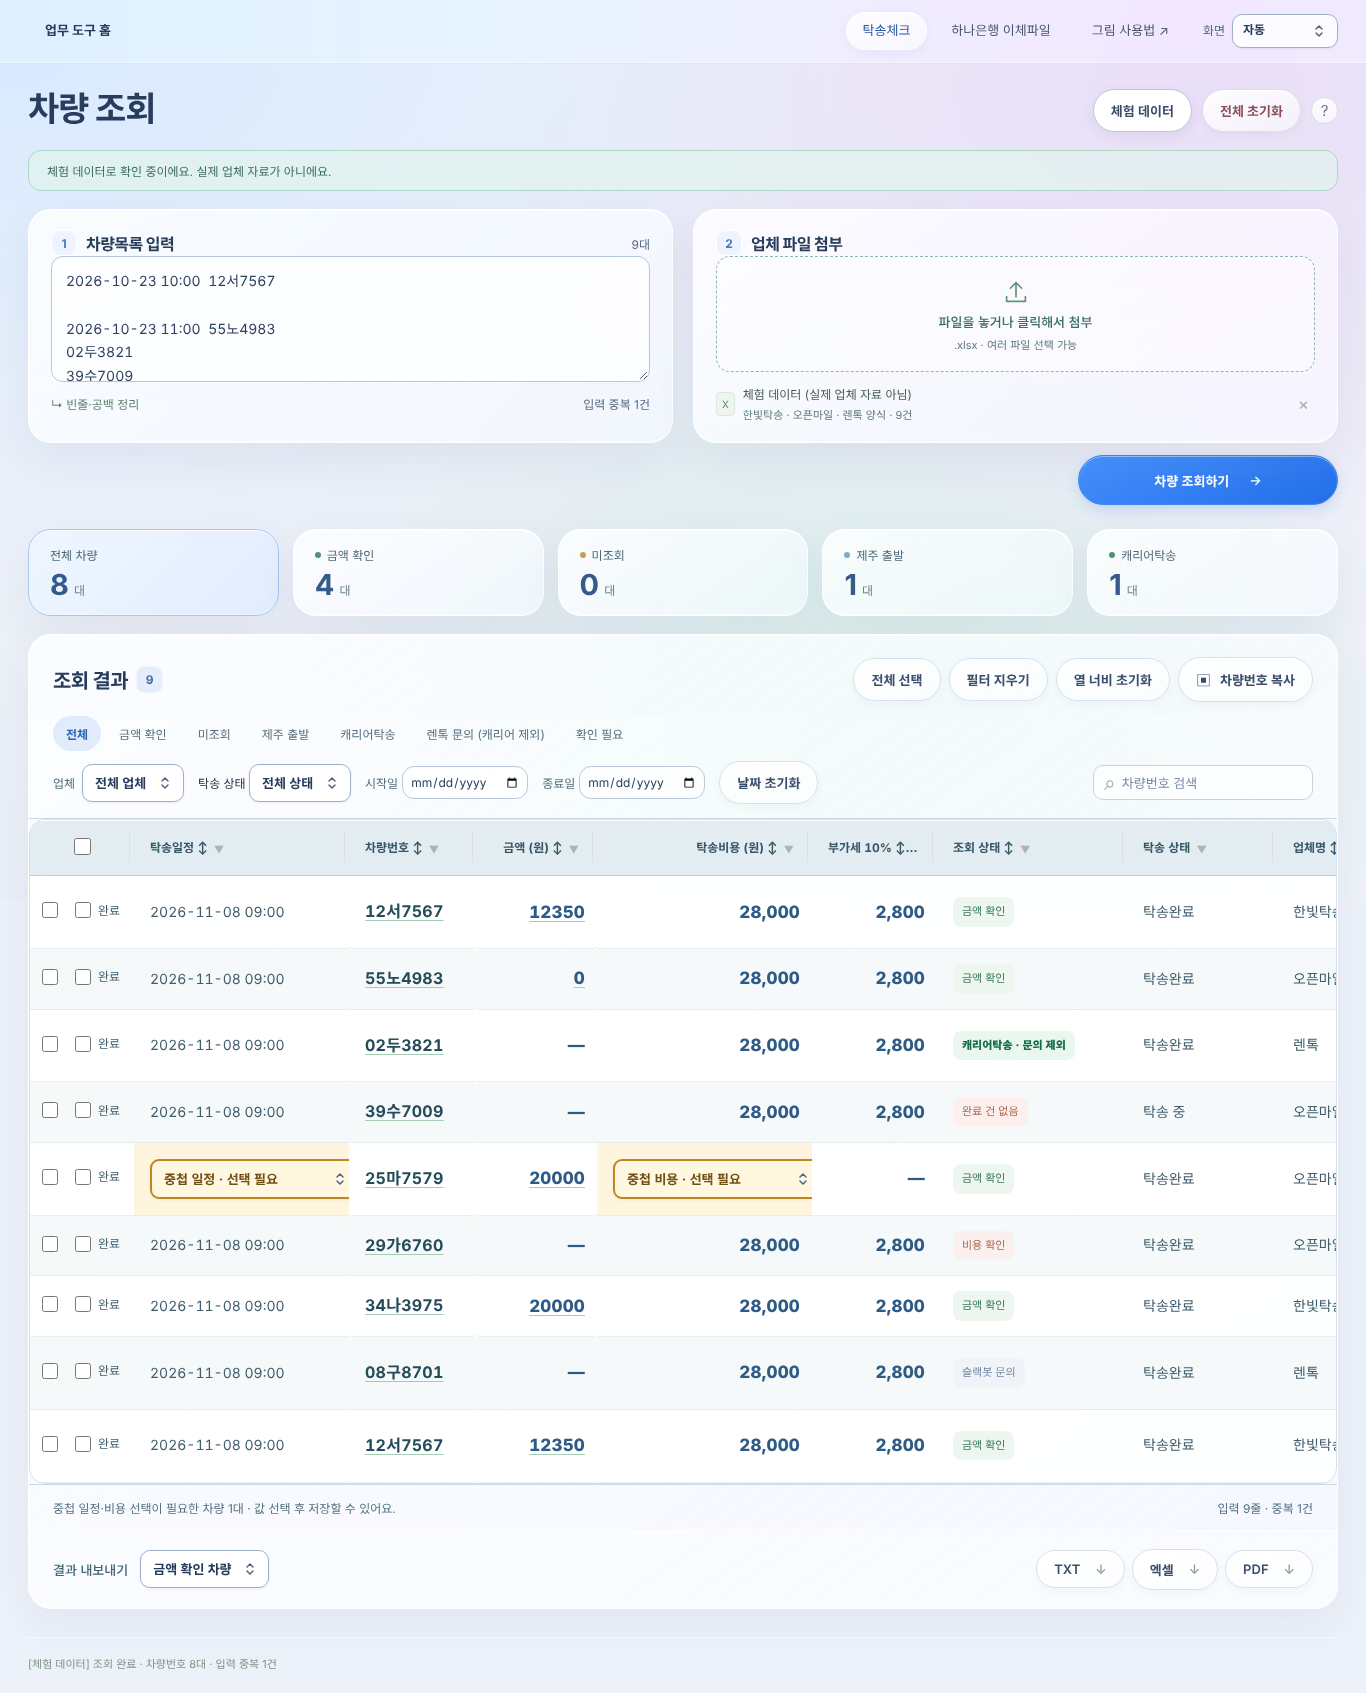 업무 도구 홈
탁송체크 하나은행 이체파일 그림 사용법 ↗ 화면 자동
차량 조회
체험 데이터 전체 초기화 ?
체험 데이터로 확인 중이에요. 실제 업체 자료가 아니에요.
1 차량목록 입력 9대
2026-10-23 10:00 12서7567
2026-10-23 11:00 55노4983
02두3821
39수7009
↳ 빈줄·공백 정리 입력 중복 1건
2 업체 파일 첨부
파일을 놓거나 클릭해서 첨부
.xlsx · 여러 파일 선택 가능
X 체험 데이터 (실제 업체 자료 아님)
한빛탁송 · 오픈마일 · 렌톡 양식 · 9건 ×
차량 조회하기 →
전체 차량 금액 확인 미조회 제주 출발 캐리어탁송
8 대 4 대 0 대 1 대 1 대
조회 결과 9 전체 선택 필터 지우기 열 너비 초기화 차량번호 복사
전체 금액 확인 미조회 제주 출발 캐리어탁송 렌톡 문의 (캐리어 제외) 확인 필요
업체 전체 업체 탁송 상태 전체 상태 시작일 mm/dd/yyyy 종료일 mm/dd/yyyy 날짜 초기화 차량번호 검색
탁송일정 ↕ ▼ 차량번호 ↕ ▼ 금액 (원) ↕ ▼ 탁송비용 (원) ↕ ▼ 부가세 10% ↕... 조회 상태 ↕ ▼ 탁송 상태 ▼ 업체명 ↕
완료 2026-11-08 09:00 12서7567 12350 28,000 2,800 금액 확인 탁송완료 한빛탁송
완료 2026-11-08 09:00 55노4983 0 28,000 2,800 금액 확인 탁송완료 오픈마일
완료 2026-11-08 09:00 02두3821 — 28,000 2,800 캐리어탁송 · 문의 제외 탁송완료 렌톡
완료 2026-11-08 09:00 39수7009 — 28,000 2,800 완료 건 없음 탁송 중 오픈마일
완료 중첩 일정 · 선택 필요 25마7579 20000 중첩 비용 · 선택 필요 — 금액 확인 탁송완료 오픈마일
완료 2026-11-08 09:00 29가6760 — 28,000 2,800 비용 확인 탁송완료 오픈마일
완료 2026-11-08 09:00 34나3975 20000 28,000 2,800 금액 확인 탁송완료 한빛탁송
완료 2026-11-08 09:00 08구8701 — 28,000 2,800 슬랙봇 문의 탁송완료 렌톡
완료 2026-11-08 09:00 12서7567 12350 28,000 2,800 금액 확인 탁송완료 한빛탁송
중첩 일정·비용 선택이 필요한 차량 1대 · 값 선택 후 저장할 수 있어요. 입력 9줄 · 중복 1건
결과 내보내기 금액 확인 차량 TXT ↓ 엑셀 ↓ PDF ↓
[체험 데이터] 조회 완료 · 차량번호 8대 · 입력 중복 1건